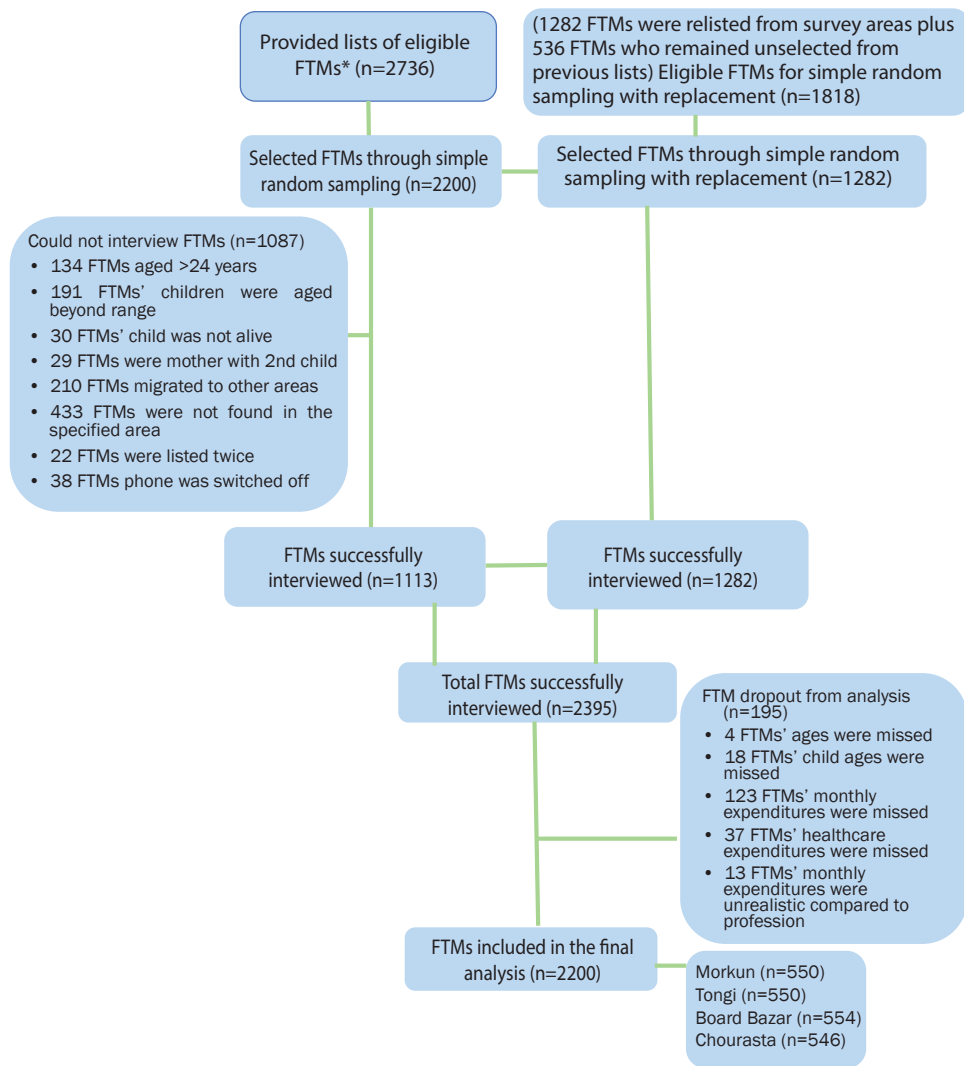 Provided lists of eligible
FTMs* (n=2736)
(1282 FTMs were relisted from survey areas plus
536 FTMs who remained unselected from
previous lists) Eligible FTMs for simple random
sampling with replacement (n=1818)
Selected FTMs through simple
random sampling (n=2200)
Selected FTMs through simple random
sampling with replacement (n=1282)
Could not interview FTMs (n=1087)
• 134 FTMs aged >24 years
• 191 FTMs’ children were aged
beyond range
• 30 FTMs’ child was not alive
• 29 FTMs were mother with 2nd child
• 210 FTMs migrated to other areas
• 433 FTMs were not found in the
specified area
• 22 FTMs were listed twice
• 38 FTMs phone was switched off
FTMs successfully
interviewed (n=1113)
FTMs successfully
interviewed (n=1282)
Total FTMs successfully
interviewed (n=2395)
FTM dropout from analysis
(n=195)
• 4 FTMs’ ages were missed
• 18 FTMs’ child ages were
missed
• 123 FTMs’ monthly
expenditures were missed
• 37 FTMs’ healthcare
expenditures were missed
• 13 FTMs’ monthly
expenditures were
unrealistic compared to
profession
FTMs included in the final
analysis (n=2200)
Morkun (n=550)
Tongi (n=550)
Board Bazar (n=554)
Chourasta (n=546)